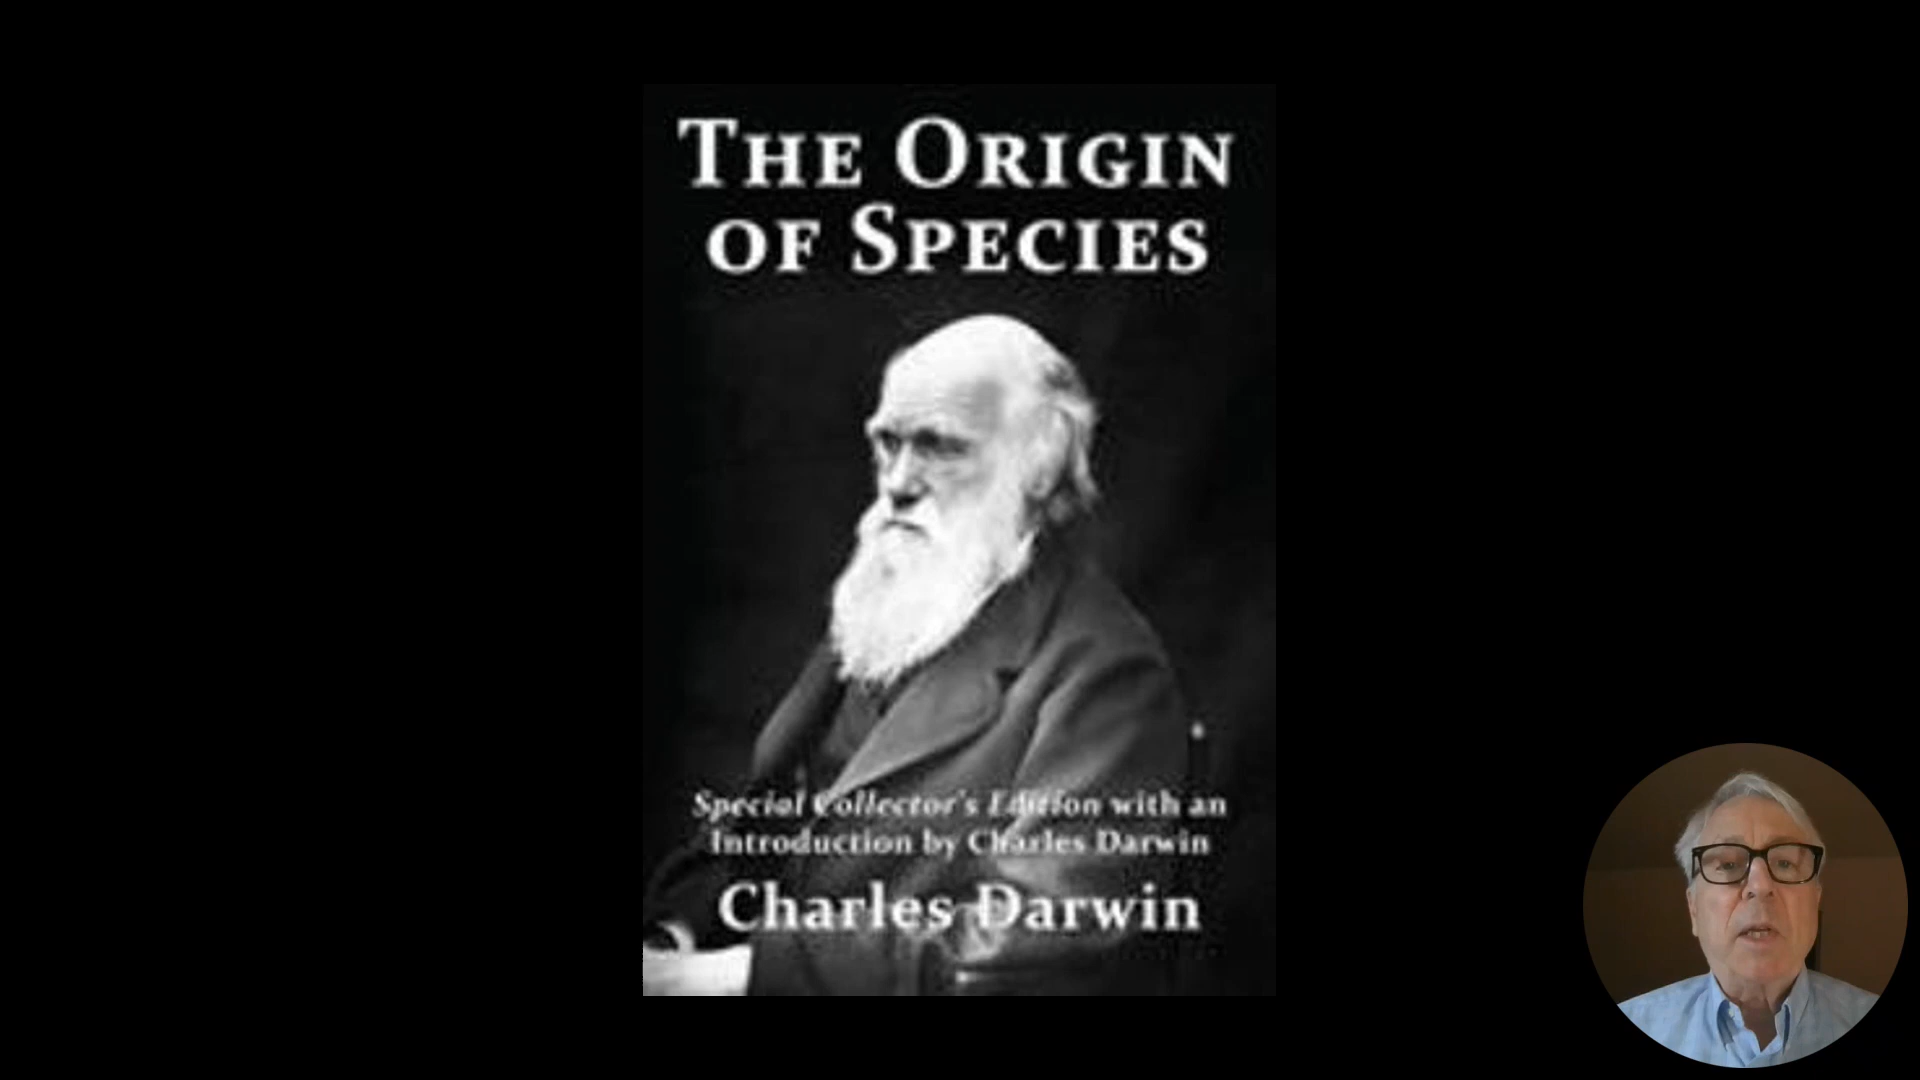 THE ORIGIN
OF SPECIES
Special Collector's Edition with an
Introduction by Charles Darwin
Charles Darwin